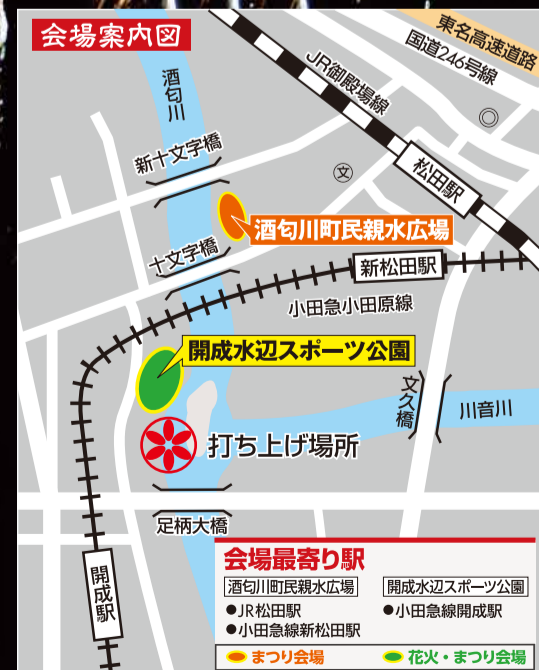 会場案内図
東名高速道路
国道246号線
JR御殿場線
酒匂川
新十文字橋
文
松田駅
酒匂川町民親水広場
十文字橋
新松田駅
小田急小田原線
開成水辺スポーツ公園
文久橋
川音川
打ち上げ場所
足柄大橋
開成駅
会場最寄り駅
酒匂川町民親水広場
●JR松田駅
●小田急線新松田駅
開成水辺スポーツ公園
●小田急線開成駅
まつり会場
花火・まつり会場